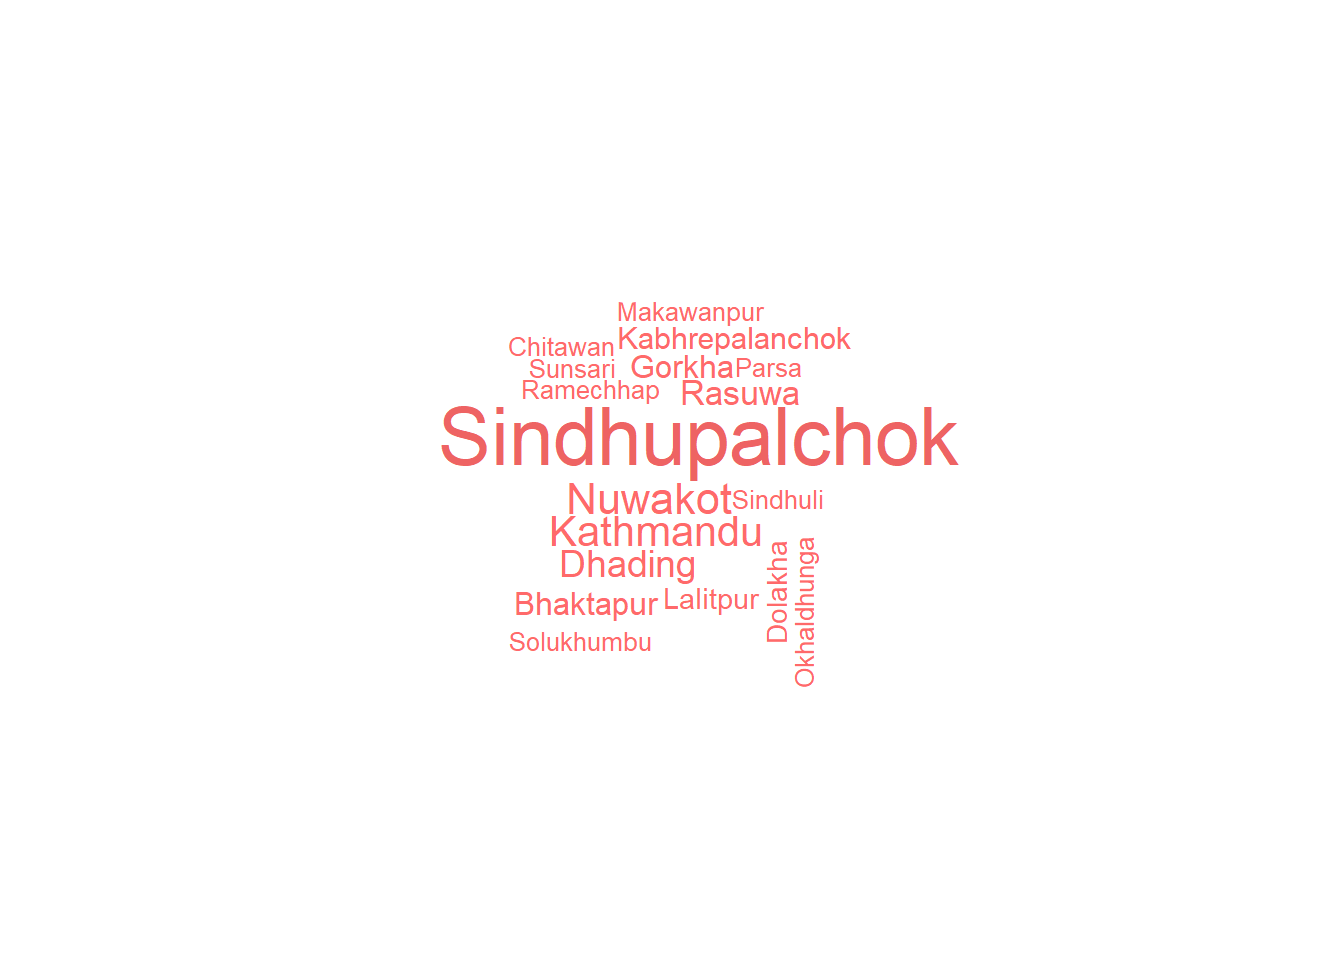 Makawanpur
Kabhrepalanchok
Chitawan
Sunsari
Gorkha
Parsa
Ramechhap
Rasuwa
Sindhupalchok
Nuwakot
Sindhuli
Kathmandu
Dhading
Bhaktapur
Lalitpur
Dolakha
Okhaldhunga
Solukhumbu